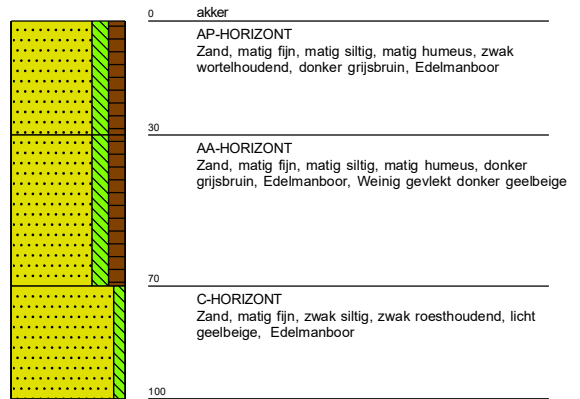 0 akker
AP-HORIZONT
Zand, matig fijn, matig siltig, matig humeus, zwak
wortelhoudend, donker grijsbruin, Edelmanboor
30
AA-HORIZONT
Zand, matig fijn, matig siltig, matig humeus, donker
grijsbruin, Edelmanboor, Weinig gevlekt donker geelbeige
70
C-HORIZONT
Zand, matig fijn, zwak siltig, zwak roesthoudend, licht
geelbeige, Edelmanboor
100